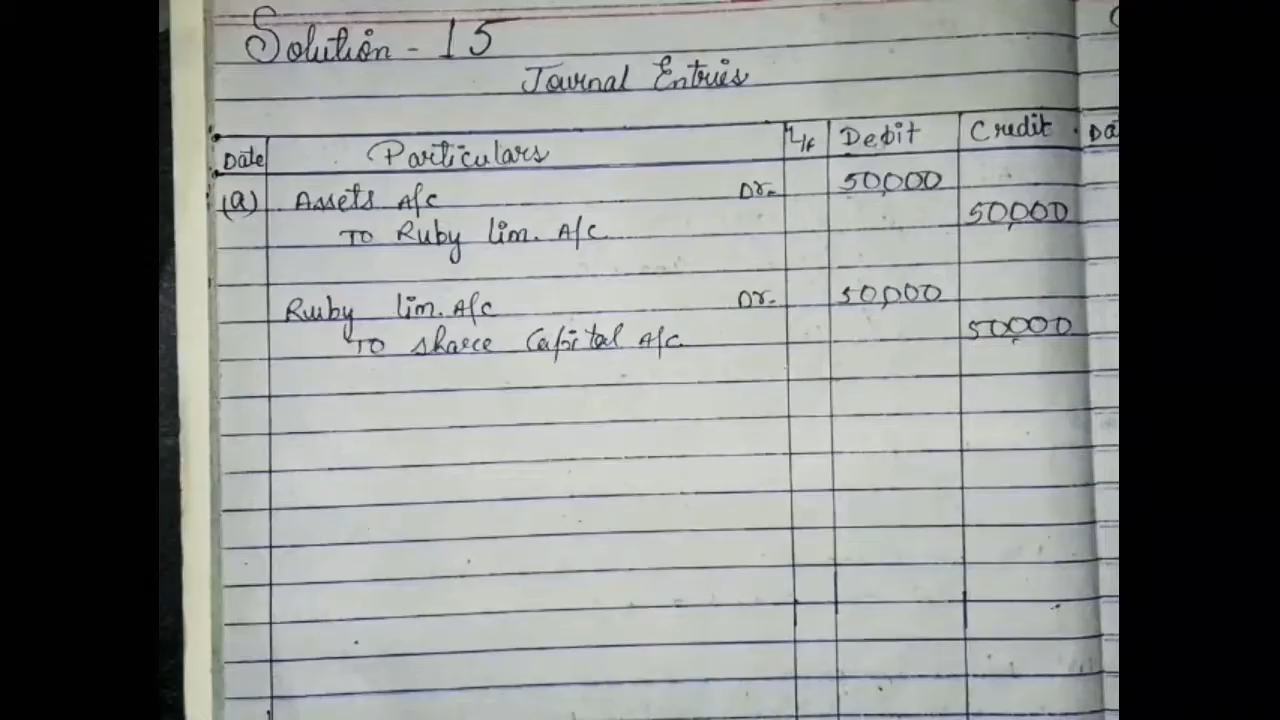 Solution - 15
Journal Entries
Date Particulars L/f Debit Credit Da
(a) Assets A/c Dr. 50,000
To Ruby lim. A/c 50,000
Ruby lim. A/c Dr. 50,000
To share Capital A/c 50,000